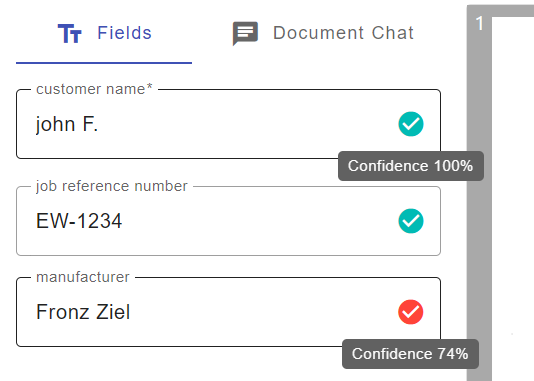 Fields
Document Chat
1
customer name*
john F.
Confidence 100%
job reference number
EW-1234
manufacturer
Fronz Ziel
Confidence 74%